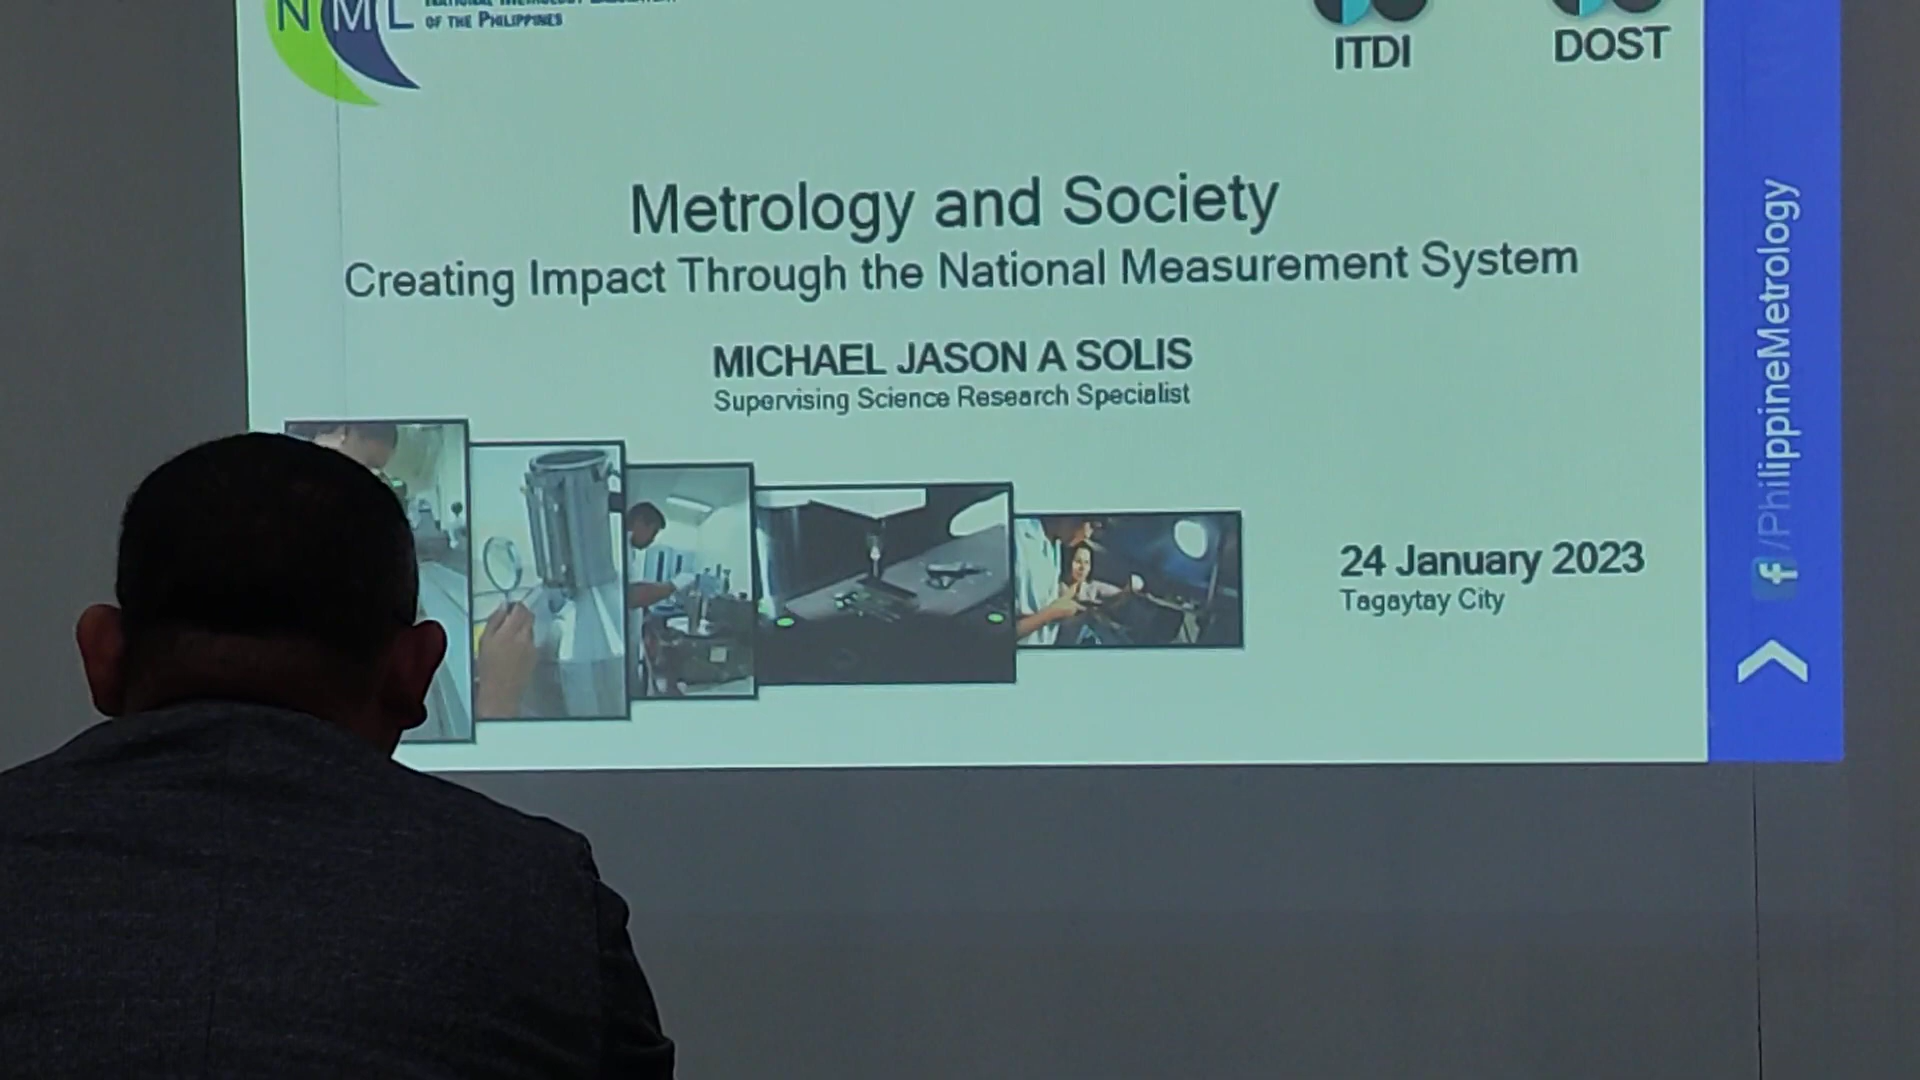 NML
OF THE PHILIPPINES
ITDI
DOST
Metrology and Society
Creating Impact Through the National Measurement System
MICHAEL JASON A SOLIS
Supervising Science Research Specialist
24 January 2023
Tagaytay City
f /PhilippineMetrology